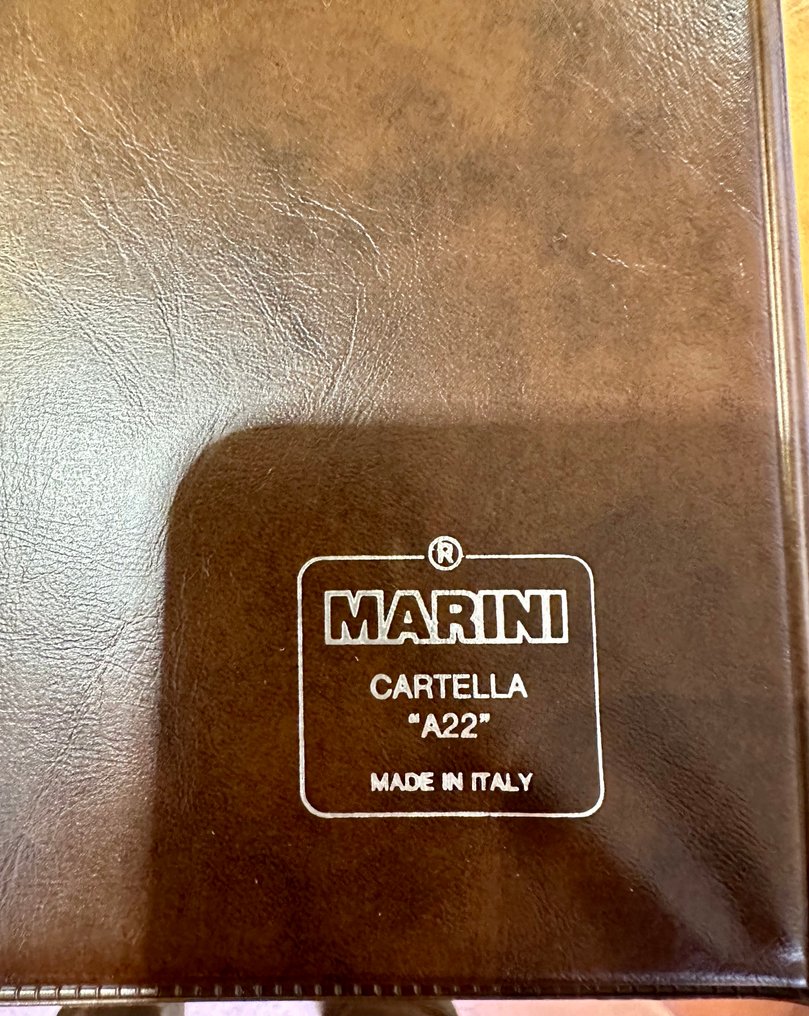 ®
MARINI
CARTELLA
"A22"
MADE IN ITALY